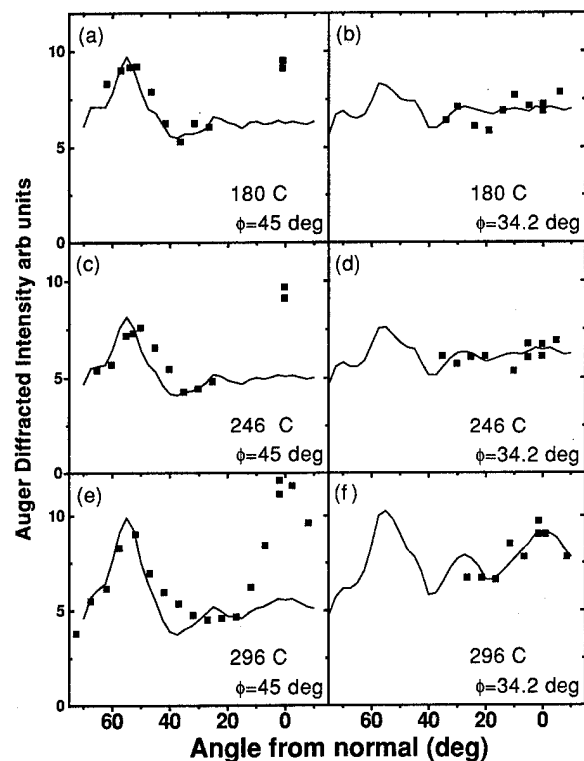 (a)
(b)
10
5
0
180 C
ϕ=45 deg
180 C
ϕ=34.2 deg
(c)
(d)
10
5
0
246 C
ϕ=45 deg
246 C
ϕ=34.2 deg
(e)
(f)
10
5
0
296 C
ϕ=45 deg
296 C
ϕ=34.2 deg
60 40 20 0
60 40 20 0
Angle from normal (deg)
Auger Diffracted Intensity arb units